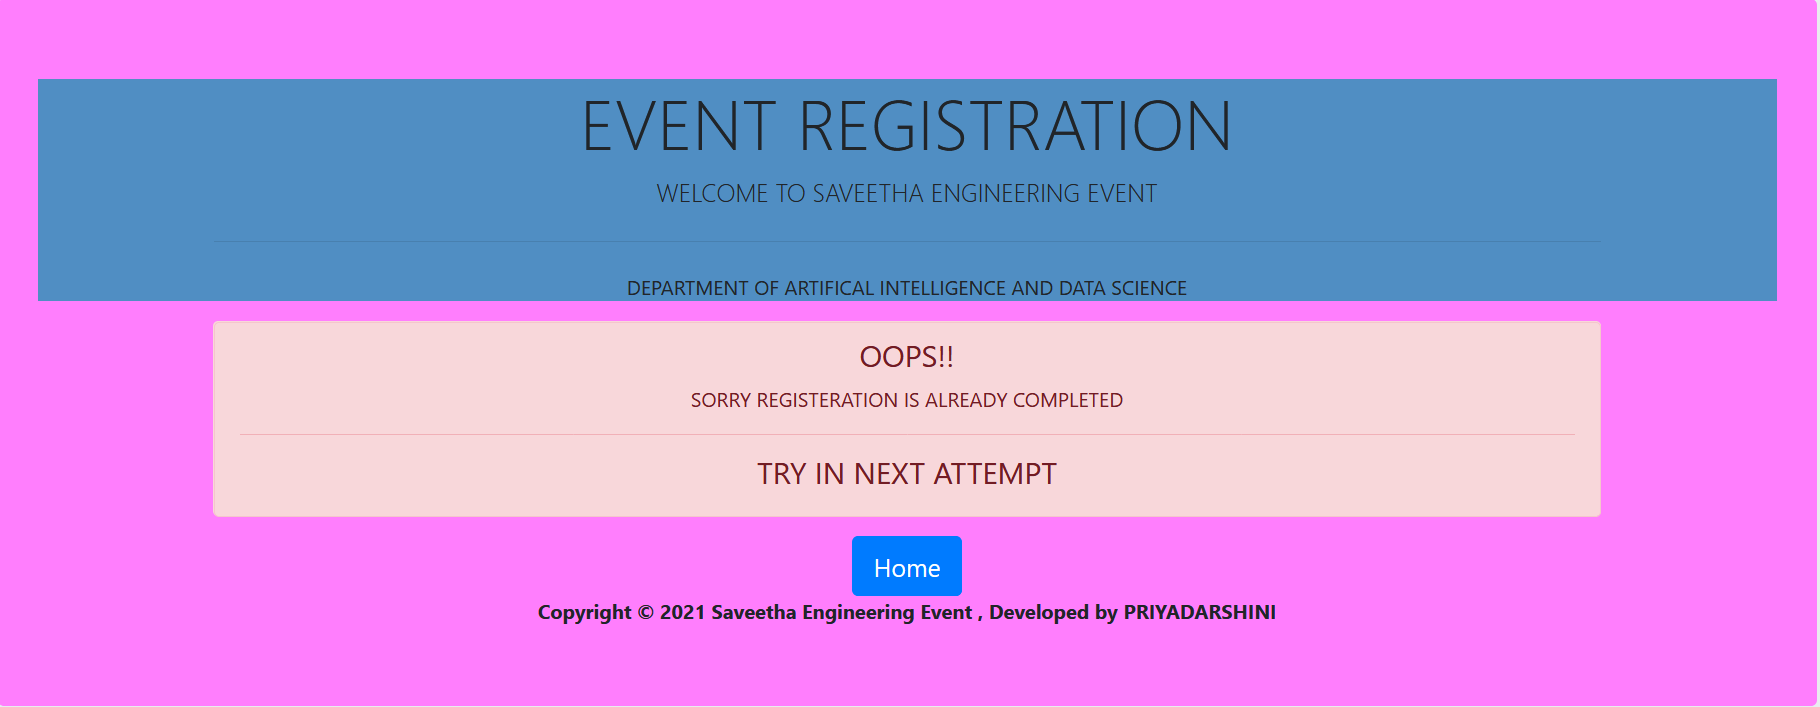 EVENT REGISTRATION
WELCOME TO SAVEETHA ENGINEERING EVENT
DEPARTMENT OF ARTIFICAL INTELLIGENCE AND DATA SCIENCE
OOPS!!
SORRY REGISTERATION IS ALREADY COMPLETED
TRY IN NEXT ATTEMPT
Home
Copyright © 2021 Saveetha Engineering Event , Developed by PRIYADARSHINI